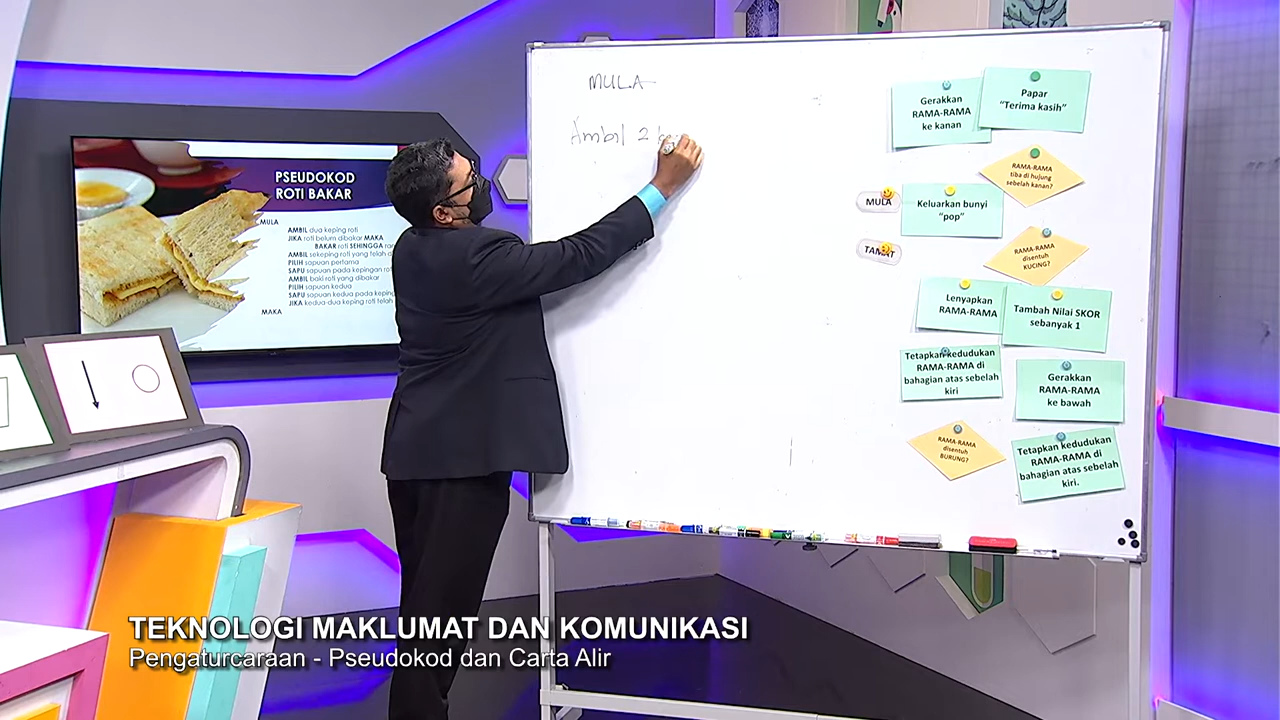 PSEUDOKOD
ROTI BAKAR
MULA
AMBIL dua keping roti
JIKA roti belum dibakar MAKA
BAKAR roti SEHINGGA
AMBIL sekeping roti yang telah
PILIH sapuan pertama
SAPU sapuan pada kepingan
AMBIL baki roti yang dibakar
PILIH sapuan kedua
SAPU sapuan kedua pada
JIKA kedua-dua keping roti telah
MAKA
MULA
Ambil 2
Gerakkan
RAMA-RAMA
ke kanan
Papar
"Terima kasih"
RAMA-RAMA
tiba di hujung
sebelah kanan?
MULA
Keluarkan bunyi
"pop"
TAMAT
RAMA-RAMA
disentuh
KUCING?
Lenyapkan
RAMA-RAMA
Tambah Nilai SKOR
sebanyak 1
Tetapkan kedudukan
RAMA-RAMA di
bahagian atas sebelah
kiri
Gerakkan
RAMA-RAMA
ke bawah
RAMA-RAMA
disentuh
BURUNG?
Tetapkan kedudukan
RAMA-RAMA di
bahagian atas sebelah
kiri.
TEKNOLOGI MAKLUMAT DAN KOMUNIKASI
Pengaturcaraan - Pseudokod dan Carta Alir